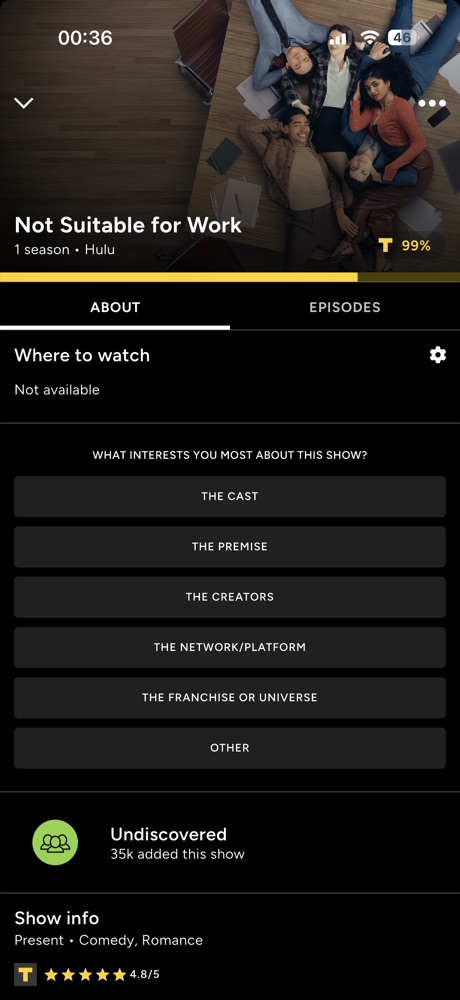 00:36
46
Not Suitable for Work
1 season • Hulu
T 99%
ABOUT
EPISODES
Where to watch
Not available
WHAT INTERESTS YOU MOST ABOUT THIS SHOW?
THE CAST
THE PREMISE
THE CREATORS
THE NETWORK/PLATFORM
THE FRANCHISE OR UNIVERSE
OTHER
Undiscovered
35k added this show
Show info
Present • Comedy, Romance
T 4.8/5